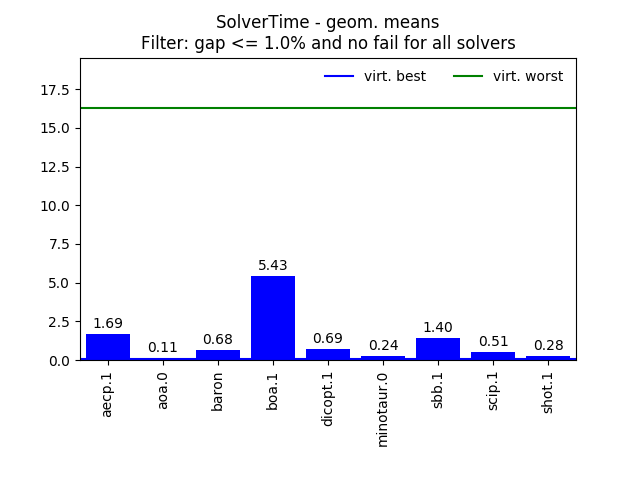 SolverTime - geom. means
Filter: gap <= 1.0% and no fail for all solvers
virt. best
virt. worst
17.5
15.0
12.5
10.0
7.5
5.0
2.5
0.0
1.69
0.11
0.68
5.43
0.69
0.24
1.40
0.51
0.28
aecp.1
aoa.0
baron
boa.1
dicopt.1
minotaur.0
sbb.1
scip.1
shot.1